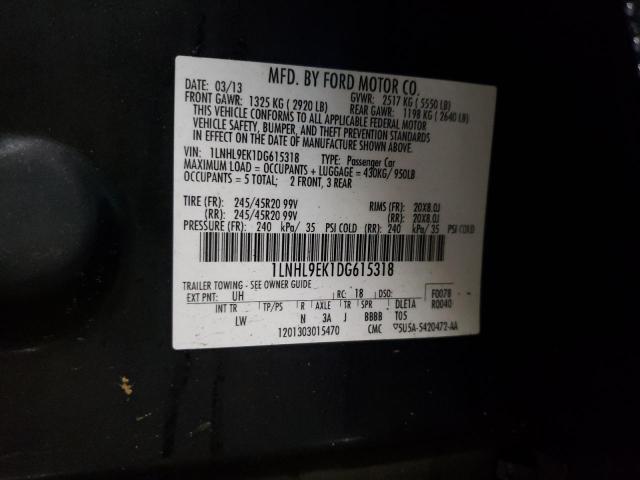 MFD. BY FORD MOTOR CO.
DATE: 03/13 GVWR: 2517 KG ( 5550 LB)
FRONT GAWR: 1325 KG ( 2920 LB) REAR GAWR: 1198 KG ( 2640 LB)
THIS VEHICLE CONFORMS TO ALL APPLICABLE FEDERAL MOTOR
VEHICLE SAFETY, BUMPER, AND THEFT PREVENTION STANDARDS
IN EFFECT ON THE DATE OF MANUFACTURE SHOWN ABOVE.
VIN: 1LNHL9EK1DG615318 TYPE: Passenger Car
MAXIMUM LOAD = OCCUPANTS + LUGGAGE = 430KG/ 950LB
OCCUPANTS = 5 TOTAL; 2 FRONT, 3 REAR
TIRE (FR): 245/45R20 99V RIMS (FR): 20X8.0J
(RR): 245/45R20 99V (RR): 20X8.0J
PRESSURE (FR): 240 kPa/ 35 PSI COLD (RR): 240 kPa/ 35 PSI COLD
1LNHL9EK1DG615318
TRAILER TOWING - SEE OWNER GUIDE
EXT PNT: UH RC: 18 DSO: F0078
INT TR TP/PS R AXLE TR SPR DLETA R0040
LW N 3A J BBBB T05
1201303015470 CMC 5U5A-5420472-AA